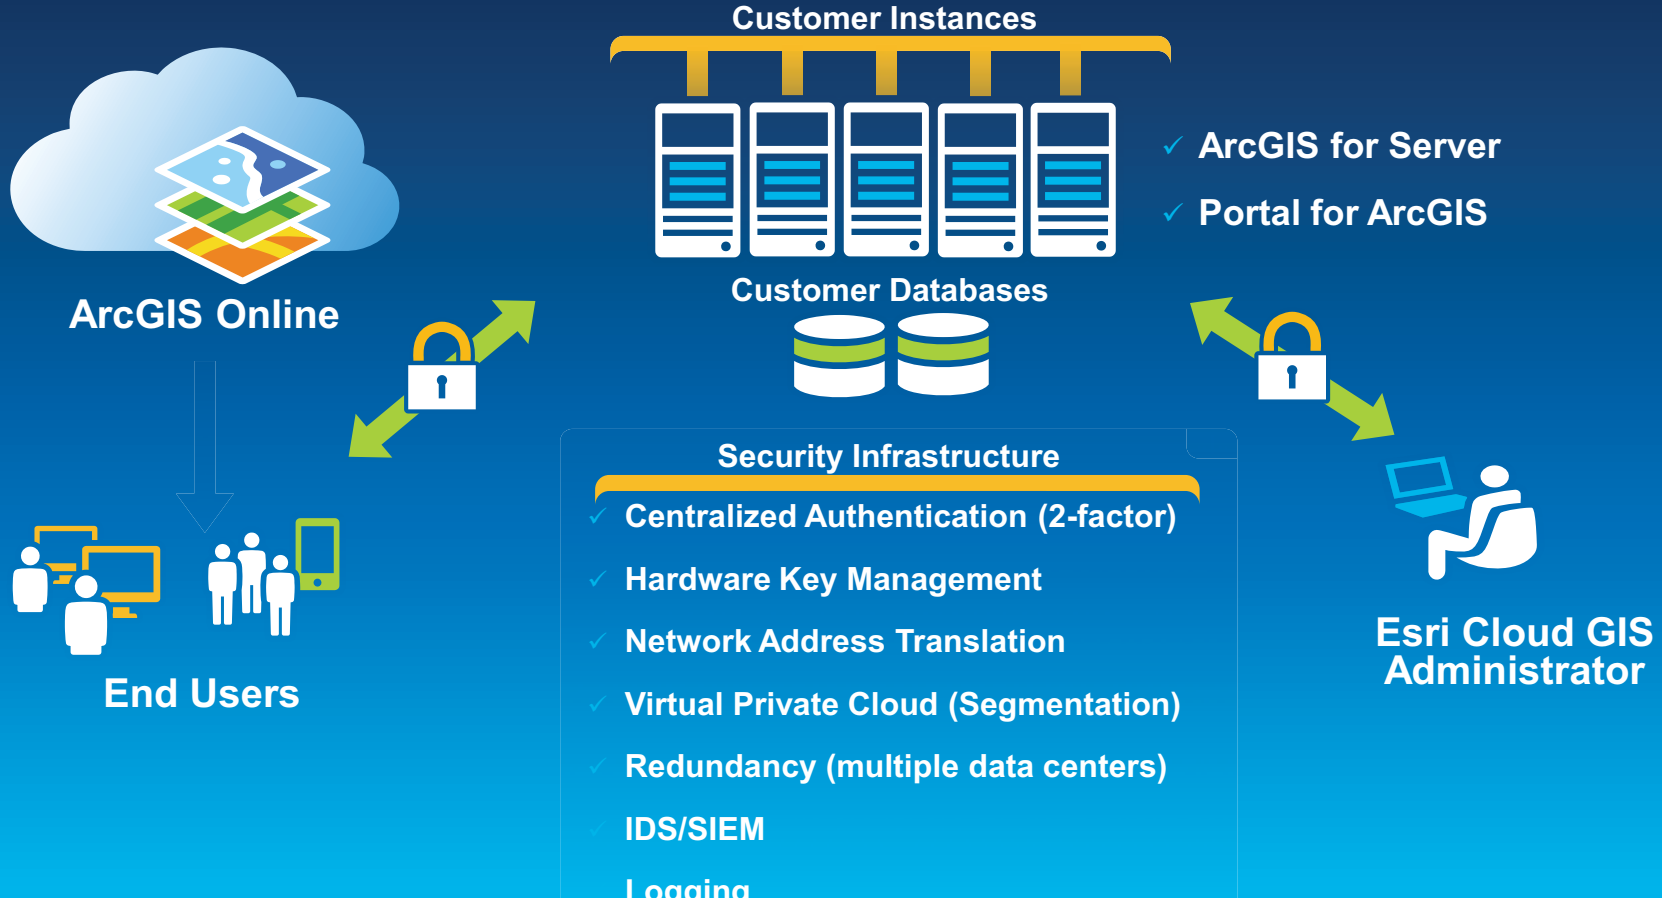 Customer Instances
ArcGIS for Server
Portal for ArcGIS
ArcGIS Online
Customer Databases
Security Infrastructure
Centralized Authentication (2-factor)
Hardware Key Management
Network Address Translation
Virtual Private Cloud (Segmentation)
Redundancy (multiple data centers)
IDS/SIEM
Logging
End Users
Esri Cloud GIS
Administrator